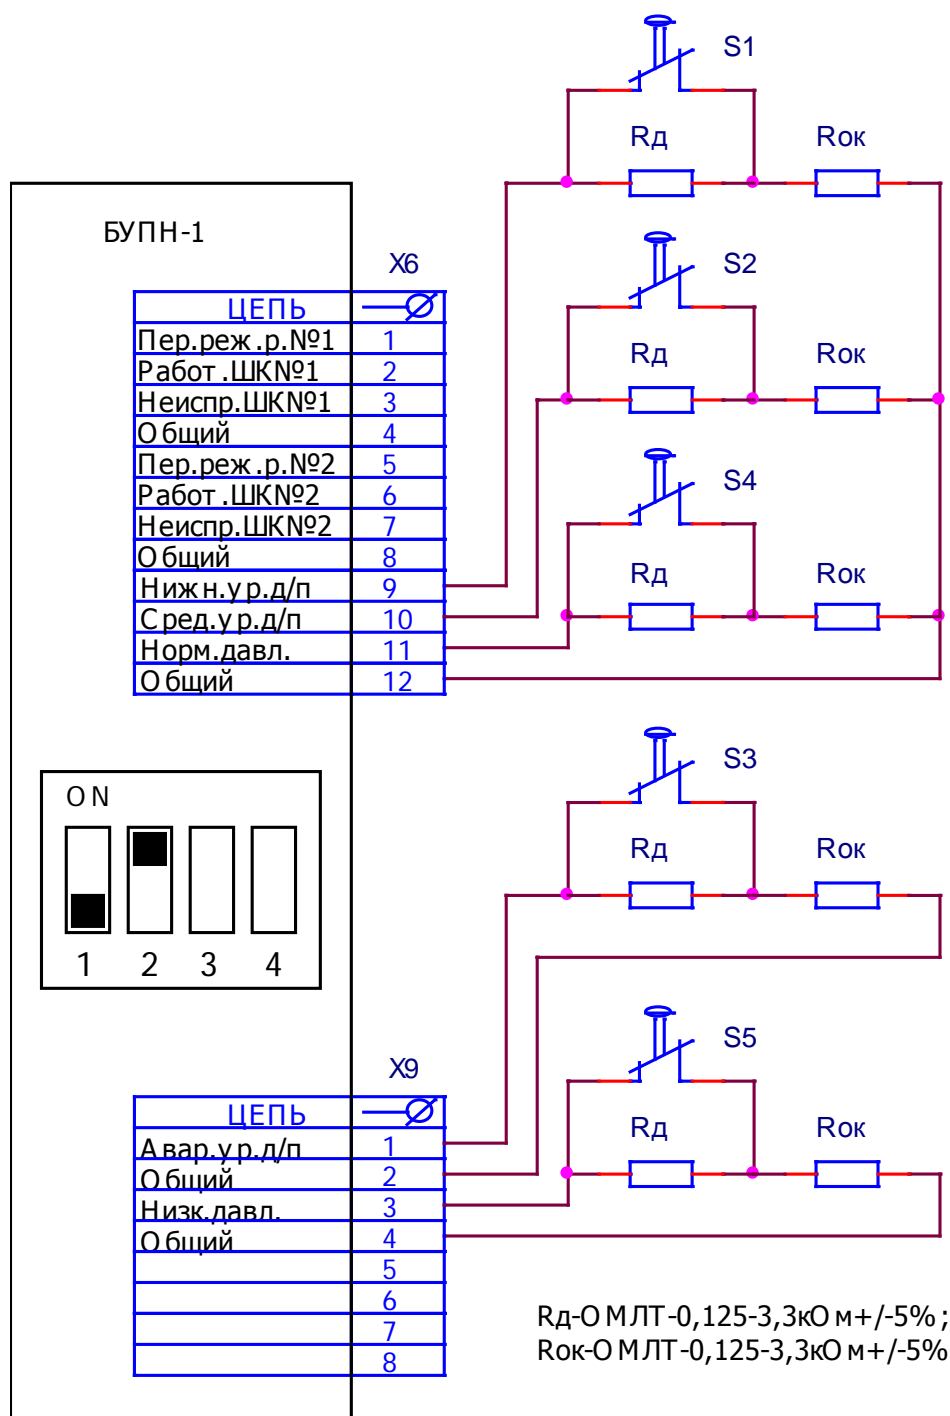 S1
Rд Rок
БУПН-1
X6
S2
ЦЕПЬ
Пер.реж.р.№1 1
Rд Rок
Работ.ШК№1 2
Неиспр.ШК№1 3
Общий 4
Пер.реж.р.№2 5
S4
Работ.ШК№2 6
Неиспр.ШК№2 7
Общий 8
Rд Rок
Нижн.ур.д/п 9
Сред.ур.д/п 10
Норм.давл. 11
Общий 12
S3
ON
Rд Rок
1 2 3 4
S5
X9
ЦЕПЬ
Rд Rок
Авар.ур.д/п 1
Общий 2
Низк.давл. 3
Общий 4
5
6
7
8
Rд-ОМЛТ-0,125-3,3кОм+/-5%;
Rок-ОМЛТ-0,125-3,3кОм+/-5%